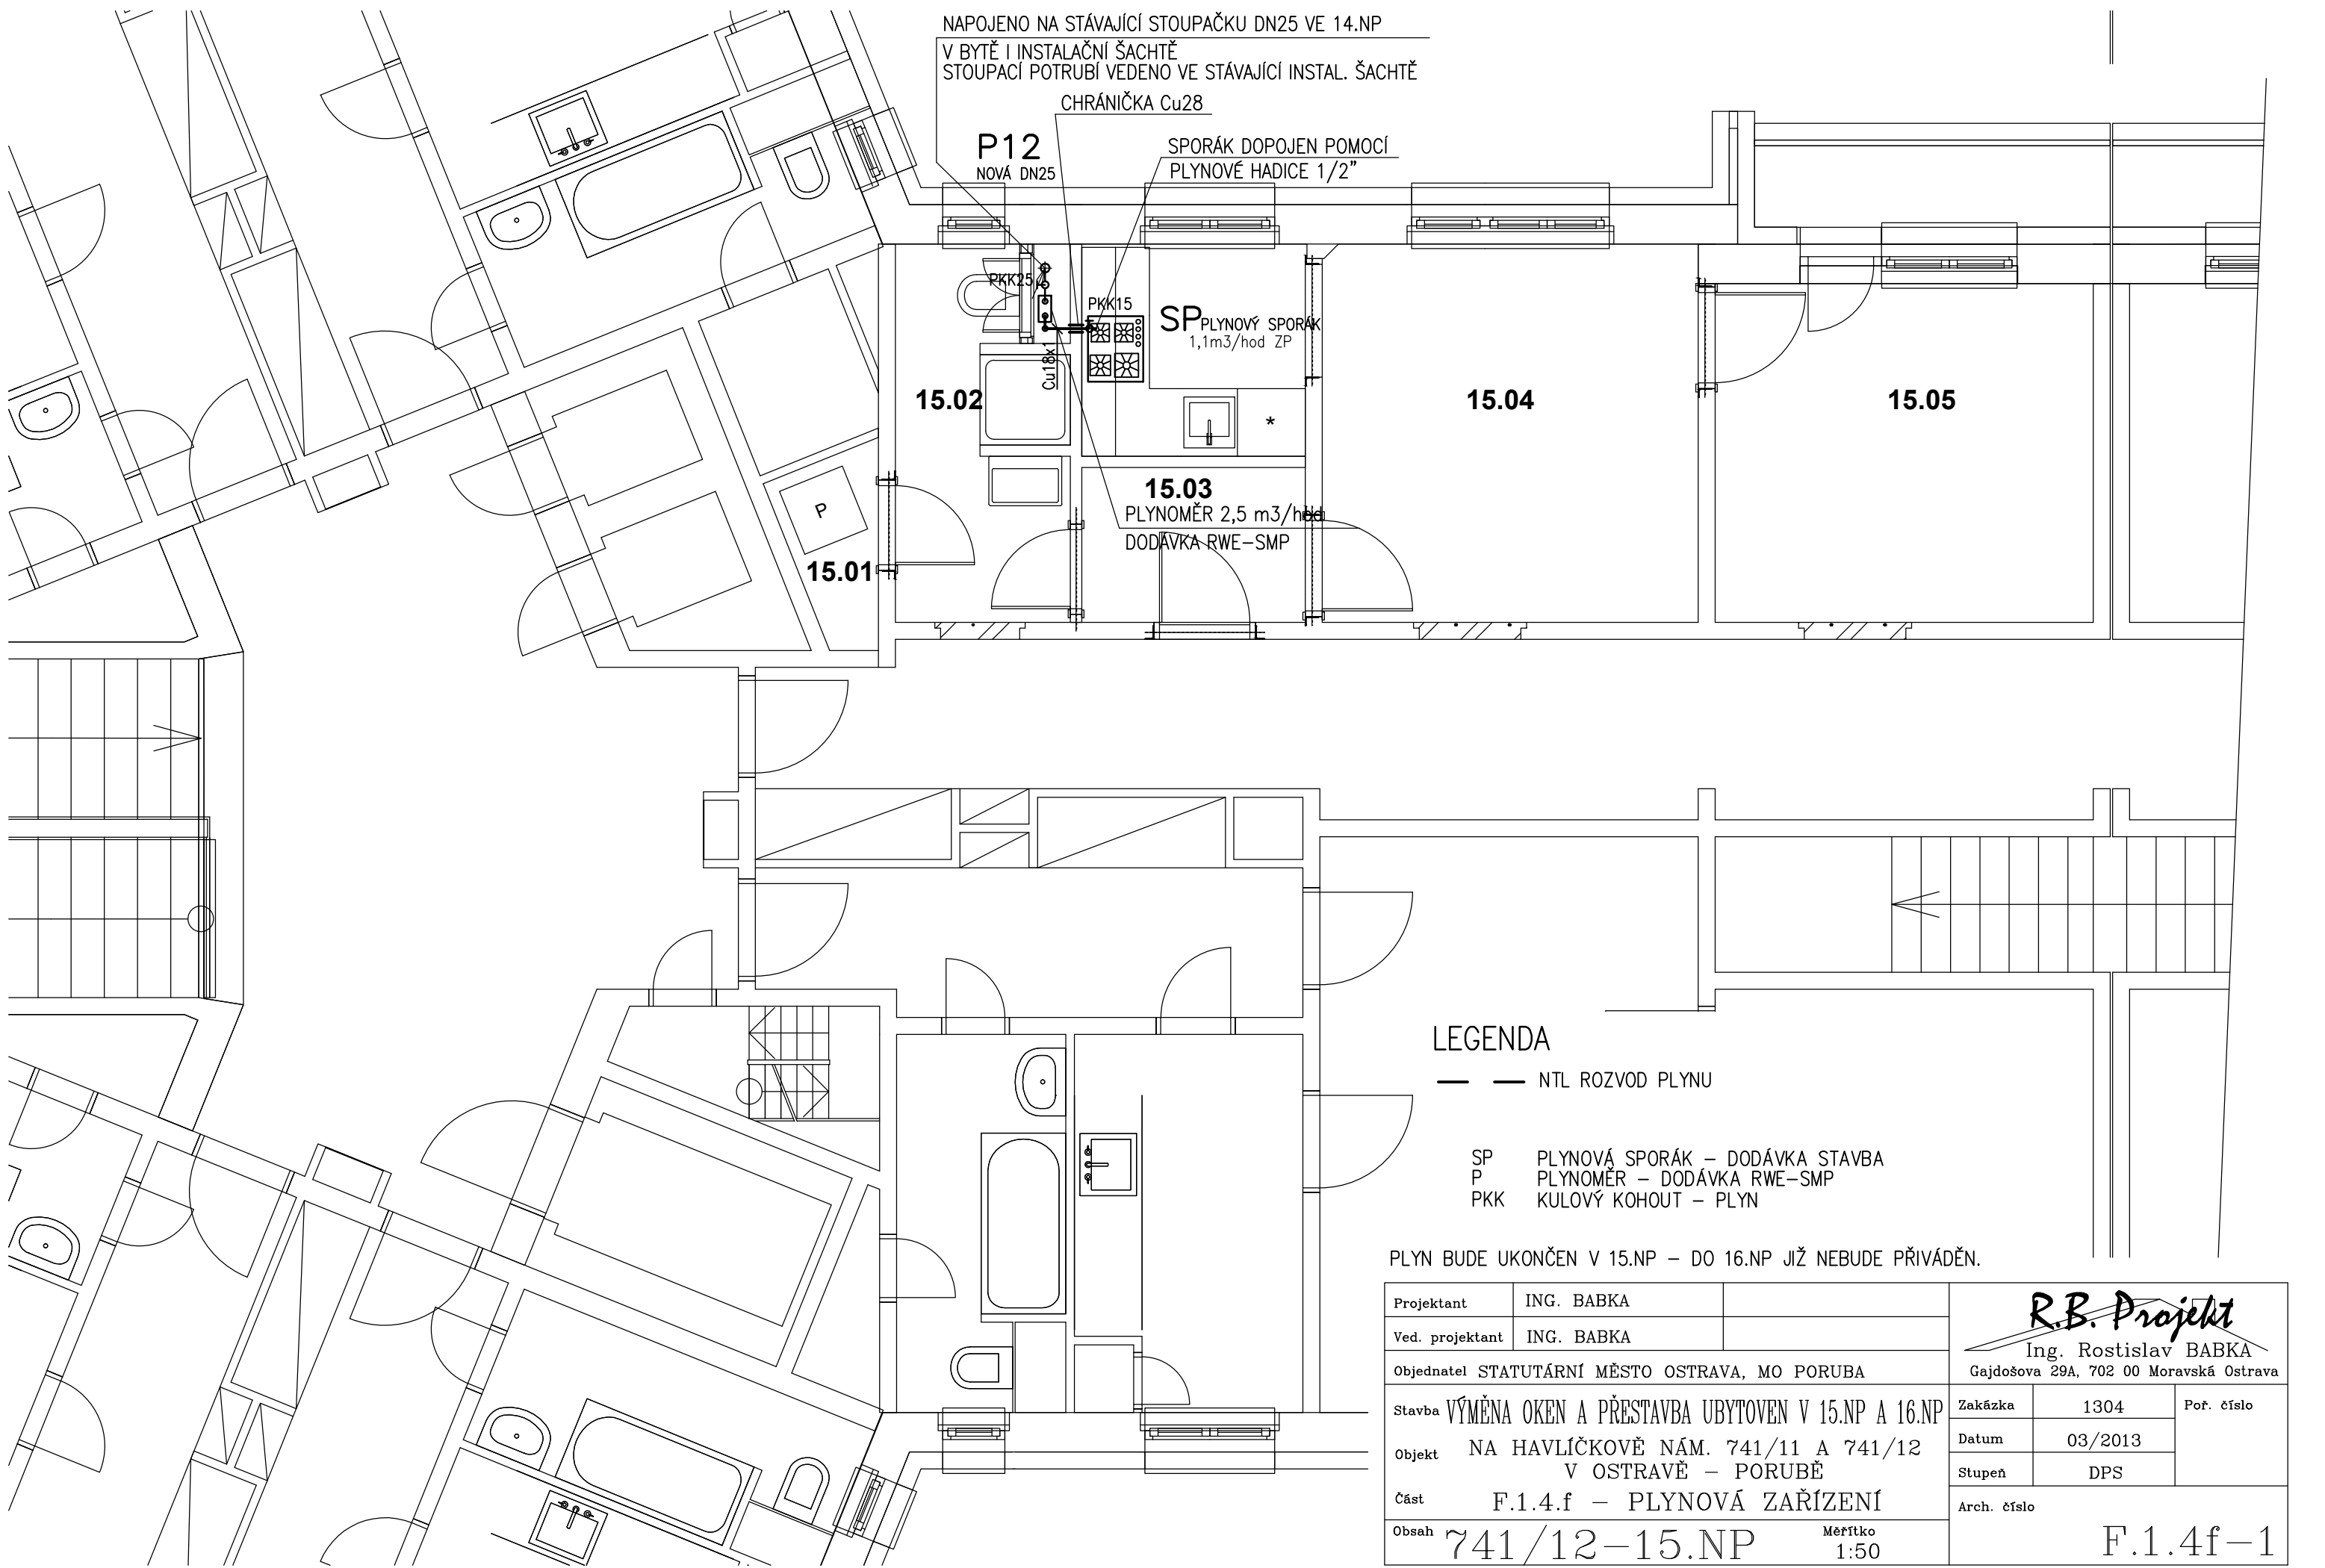 NAPOJENO NA STÁVAJÍCÍ STOUPAČKU DN25 VE 14.NP
V BYTĚ I INSTALAČNÍ ŠACHTĚ
STOUPACÍ POTRUBÍ VEDENO VE STÁVAJÍCÍ INSTAL. ŠACHTĚ
CHRÁNIČKA Cu28
P12
NOVÁ DN25
SPORÁK DOPOJEN POMOCÍ
PLYNOVÉ HADICE 1/2"
PKK25
PKK15
SP PLYNOVÝ SPORÁK
1,1m3/hod ZP
Cu18x1
15.02
15.04
15.05
*
15.03
PLYNOMĚR 2,5 m3/hod
DODÁVKA RWE-SMP
P
15.01
LEGENDA
NTL ROZVOD PLYNU
SP PLYNOVÁ SPORÁK – DODÁVKA STAVBA
P PLYNOMĚR – DODÁVKA RWE-SMP
PKK KULOVÝ KOHOUT – PLYN
PLYN BUDE UKONČEN V 15.NP – DO 16.NP JIŽ NEBUDE PŘIVÁDĚN.
Projektant ING. BABKA
Ved. projektant ING. BABKA
Objednatel STATUTÁRNÍ MĚSTO OSTRAVA, MO PORUBA
Stavba VÝMĚNA OKEN A PŘESTAVBA UBYTOVEN V 15.NP A 16.NP
Objekt NA HAVLÍČKOVĚ NÁM. 741/11 A 741/12
V OSTRAVĚ – PORUBĚ
Část F.1.4.f – PLYNOVÁ ZAŘÍZENÍ
Obsah 741/12-15.NP
Měřítko
1:50
R.B. Projekt
Ing. Rostislav BABKA
Gajdošova 29A, 702 00 Moravská Ostrava
Zakázka 1304
Poř. číslo
Datum 03/2013
Stupeň DPS
Arch. číslo
F.1.4f-1